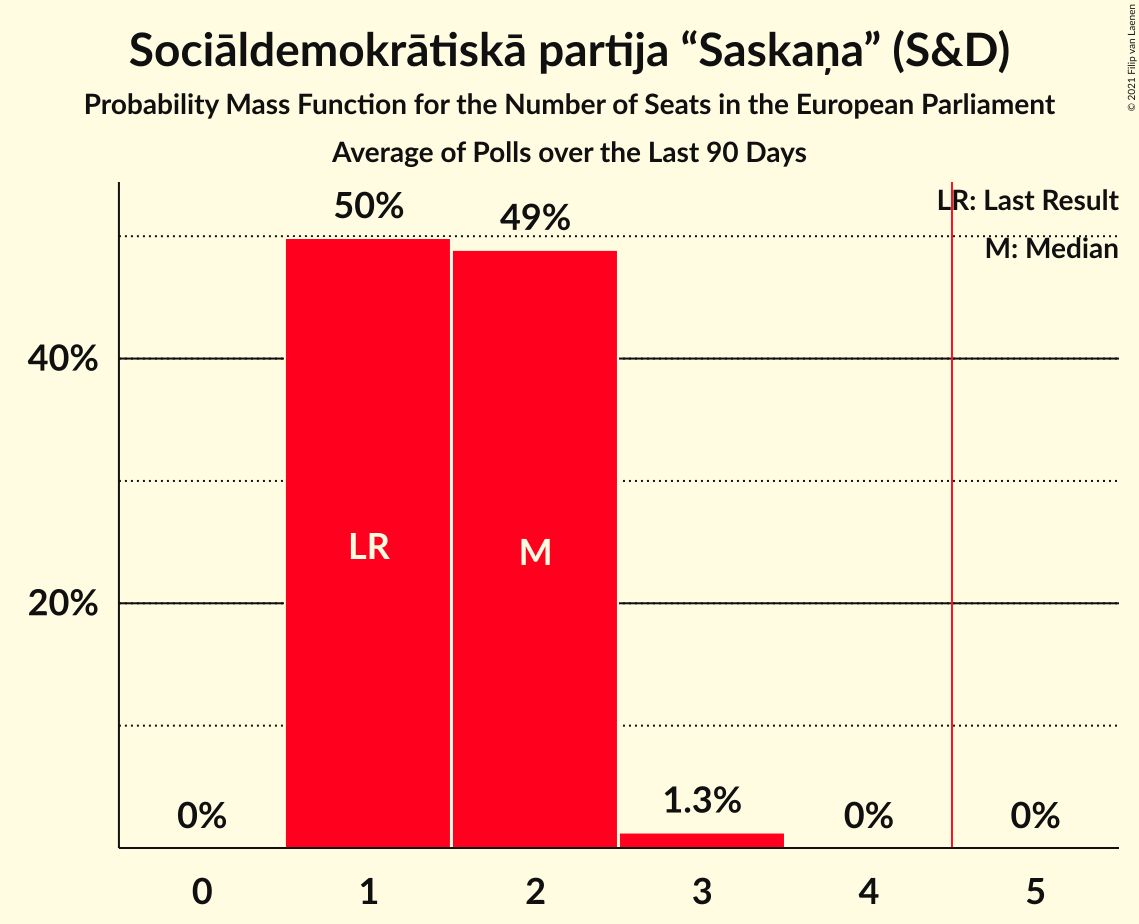 Sociāldemokrātiskā partija “Saskaņa” (S&D)
Probability Mass Function for the Number of Seats in the European Parliament
Average of Polls over the Last 90 Days
© 2021 Filip van Laenen
LR: Last Result
M: Median
50%
49%
40%
LR
M
20%
0%
1.3%
0%
0%
0
1
2
3
4
5